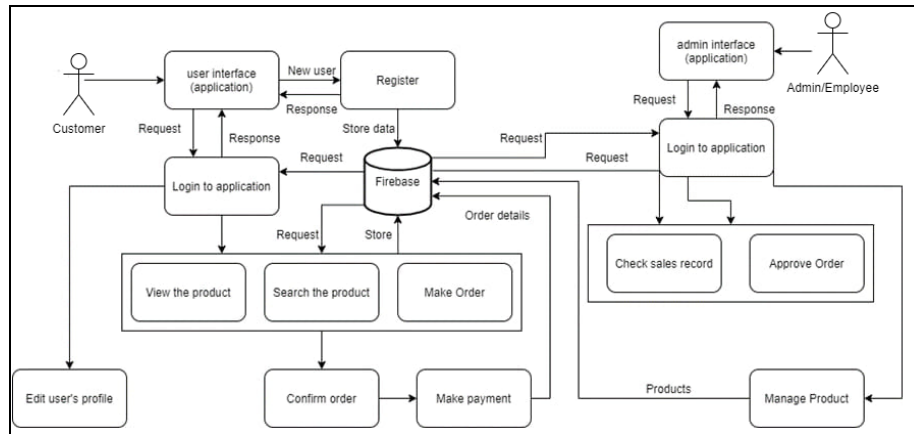 admin interface
(application)
user interface
(application)
New user
Register
Response
Admin/Employee
Customer
Request
Response
Store data
Request
Response
Request
Login to application
Request
Request
Login to application
Firebase
Order details
Request
Store
View the product
Search the product
Make Order
Check sales record
Approve Order
Edit user's profile
Confirm order
Make payment
Products
Manage Product